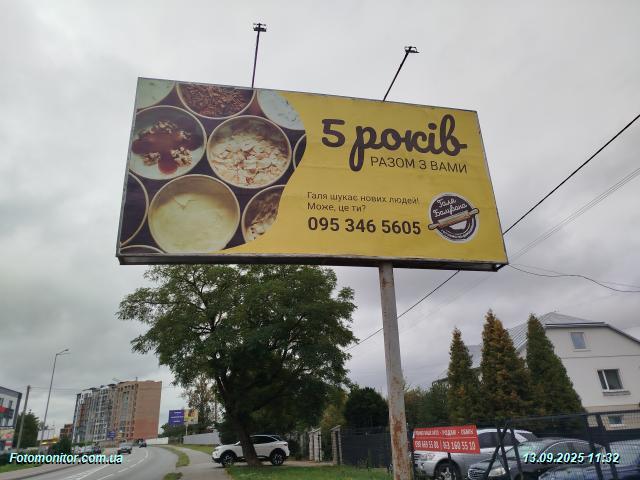 5 років
РАЗОМ З ВАМИ
Галя шукає нових людей!
Може, це ти?
095 346 5605
Галя
Балувана
Fotomonitor.com.ua
13.09.2025 11:32